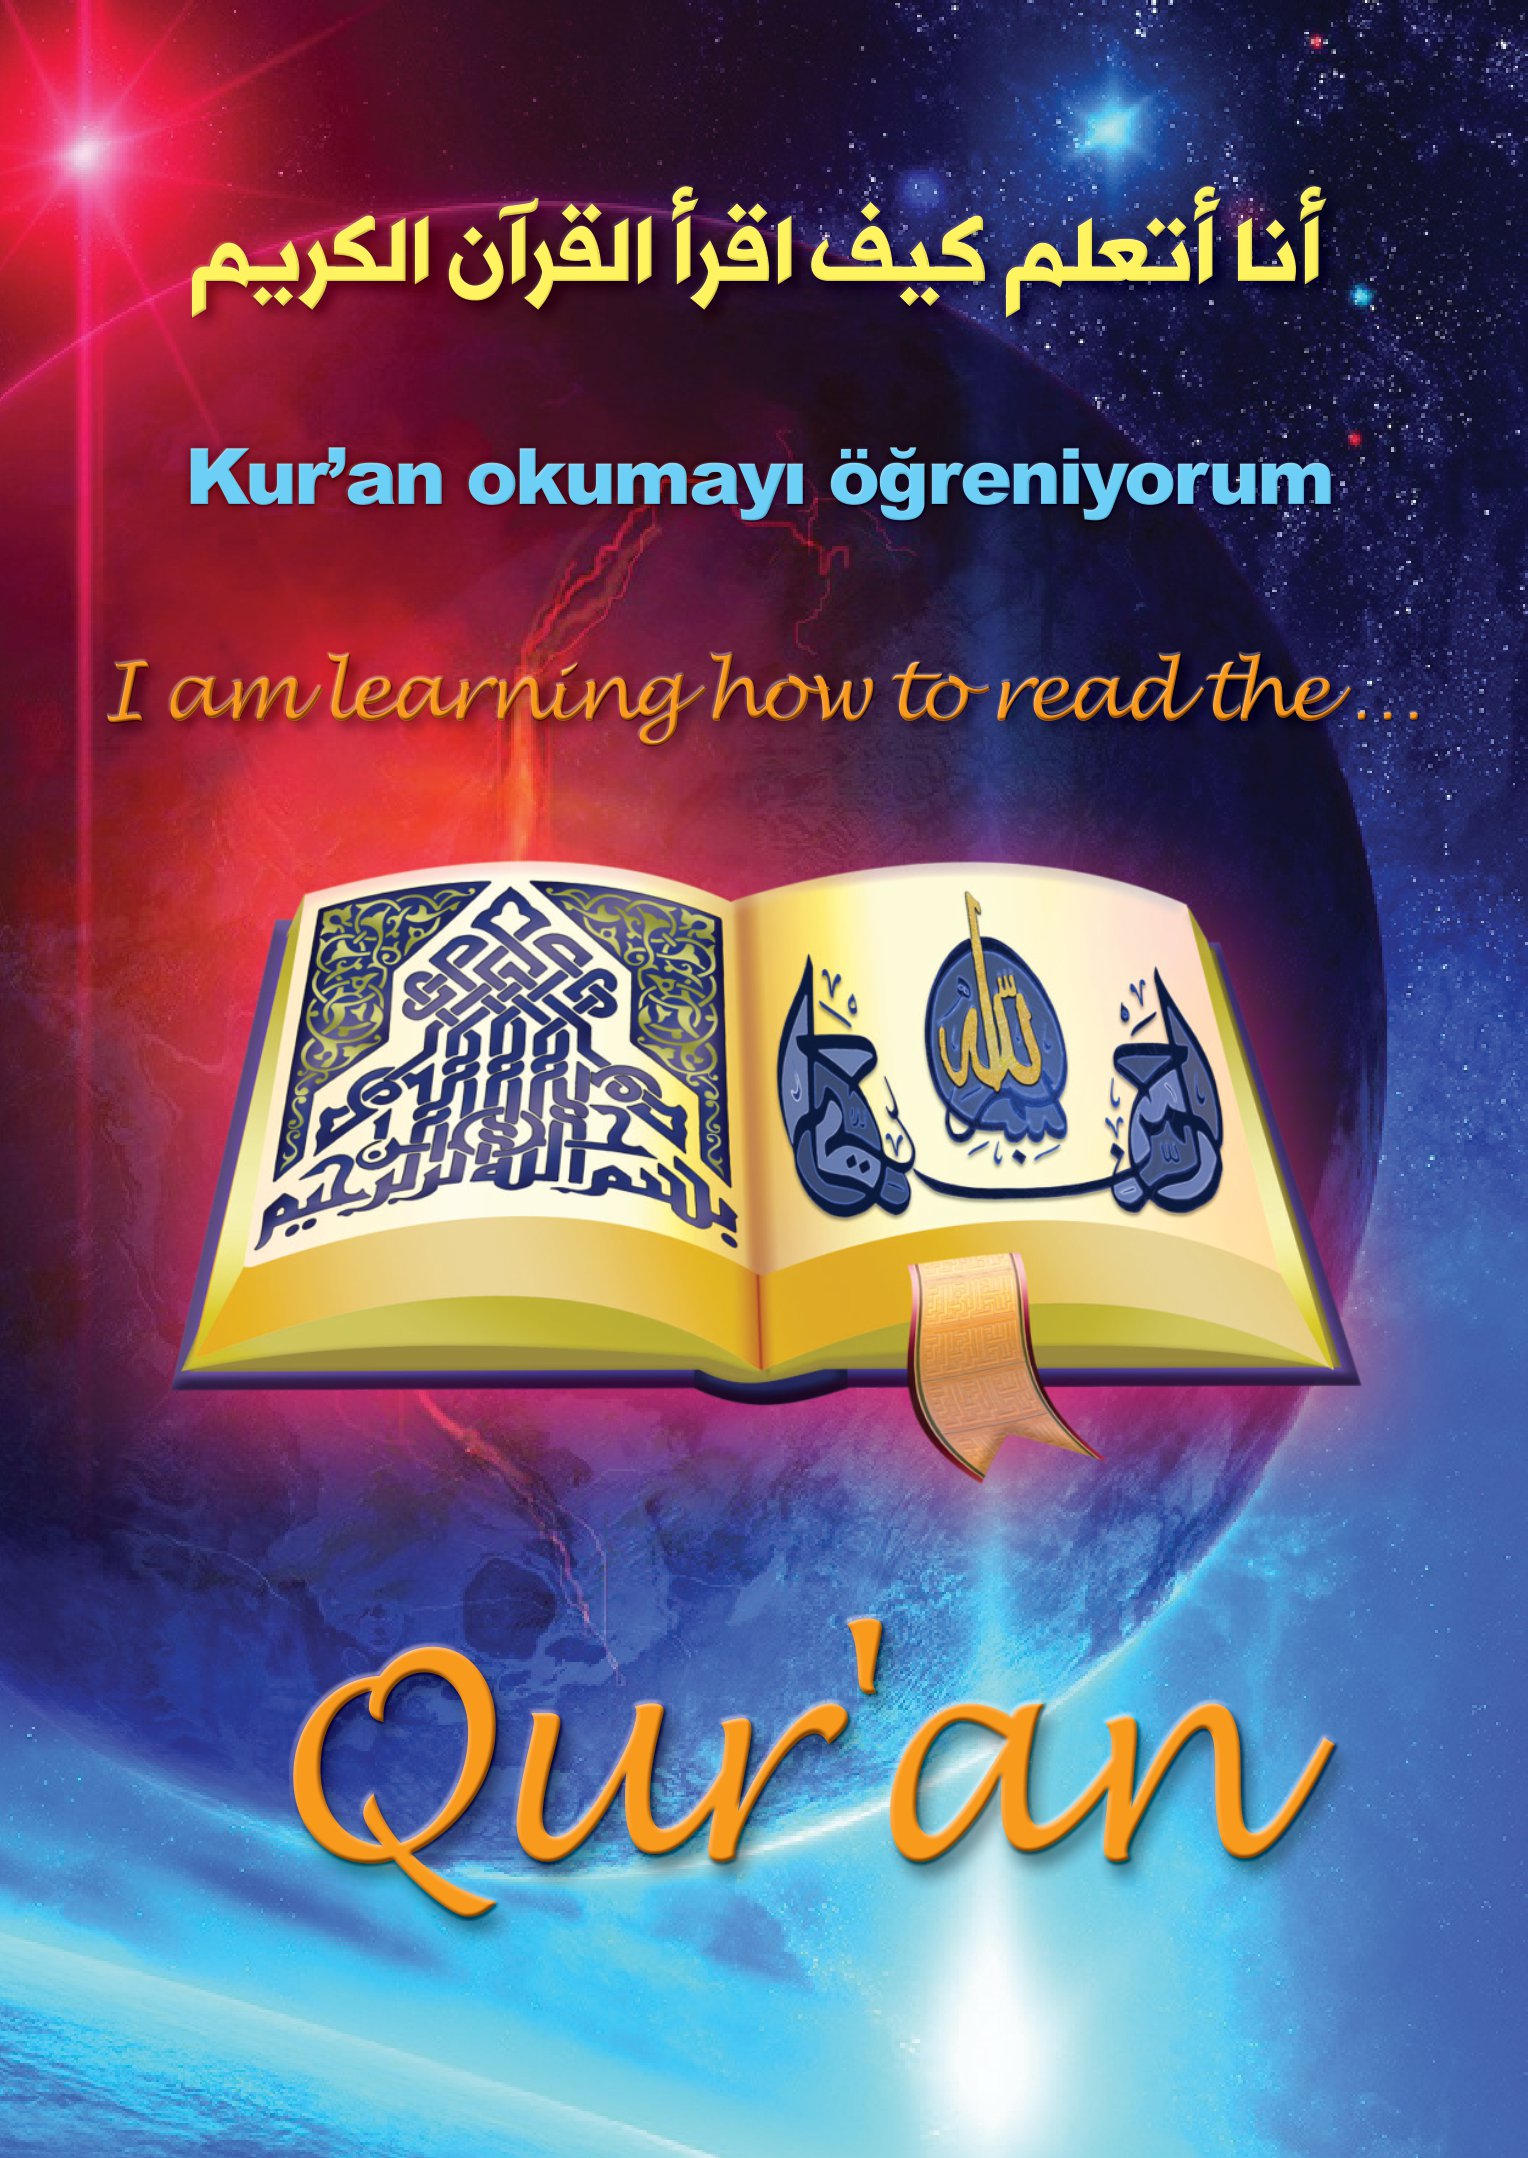 أنا أتعلم كيف اقرأ القرآن الكريم
Kur’an okumayı öğreniyorum
I am learning how to read the ...
Qur'an